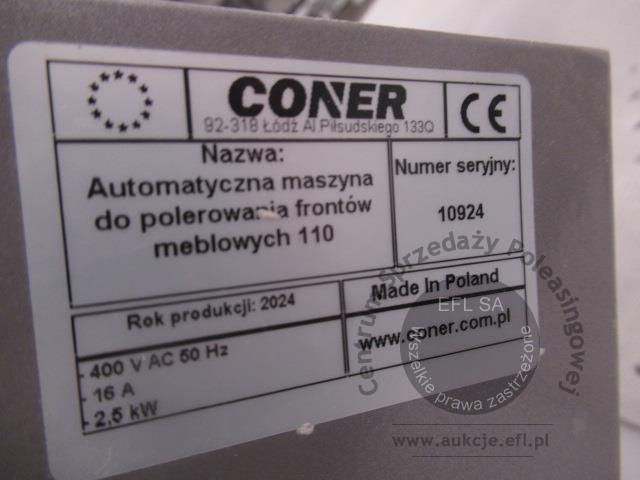 CONER
92-318 Łódź Al.Piłsudskiego 133Q
CE
Nazwa:
Automatyczna maszyna
do polerowania frontów
meblowych 110
Numer seryjny:
10924
Rok produkcji: 2024
Made In Poland
www.coner.com.pl
- 400 V AC 50 Hz
- 16 A
- 2,5 kW
Centrum Sprzedaży Poleasingowej
EFL SA
Wszelkie prawa zastrzeżone
www.aukcje.efl.pl